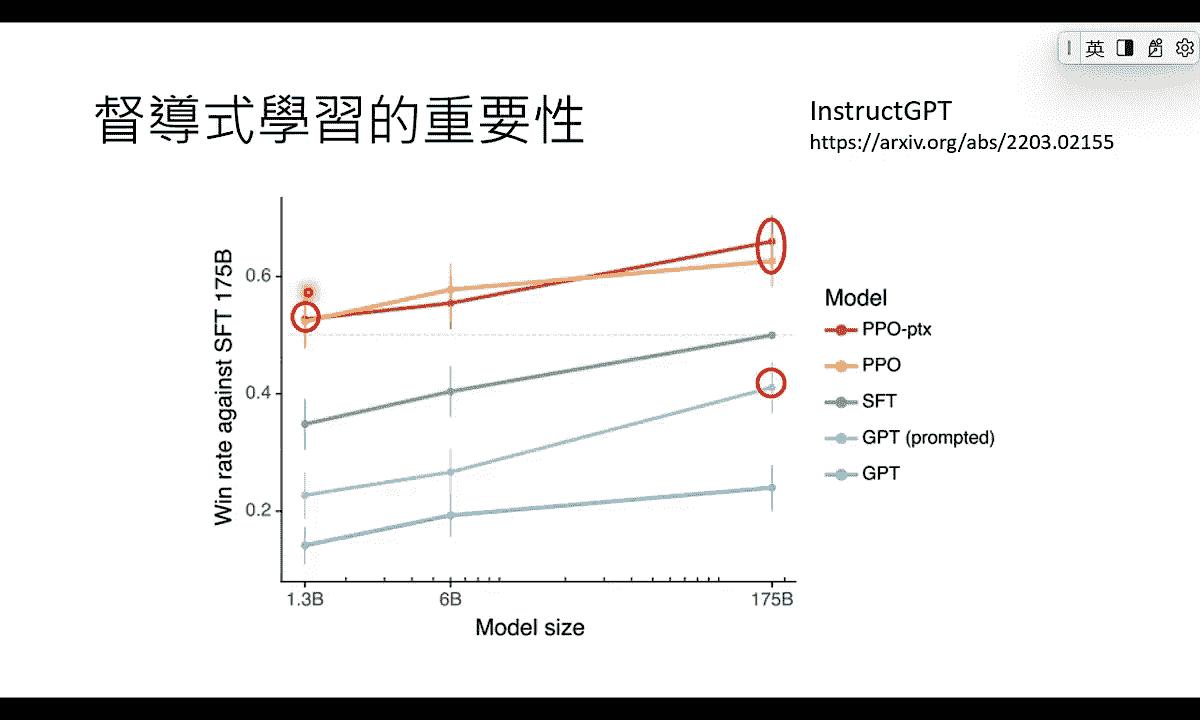 英
督導式學習的重要性
InstructGPT
https://arxiv.org/abs/2203.02155
Win rate against SFT 175B
0.6
0.4
0.2
1.3B
6B
175B
Model size
Model
PPO-ptx
PPO
SFT
GPT (prompted)
GPT